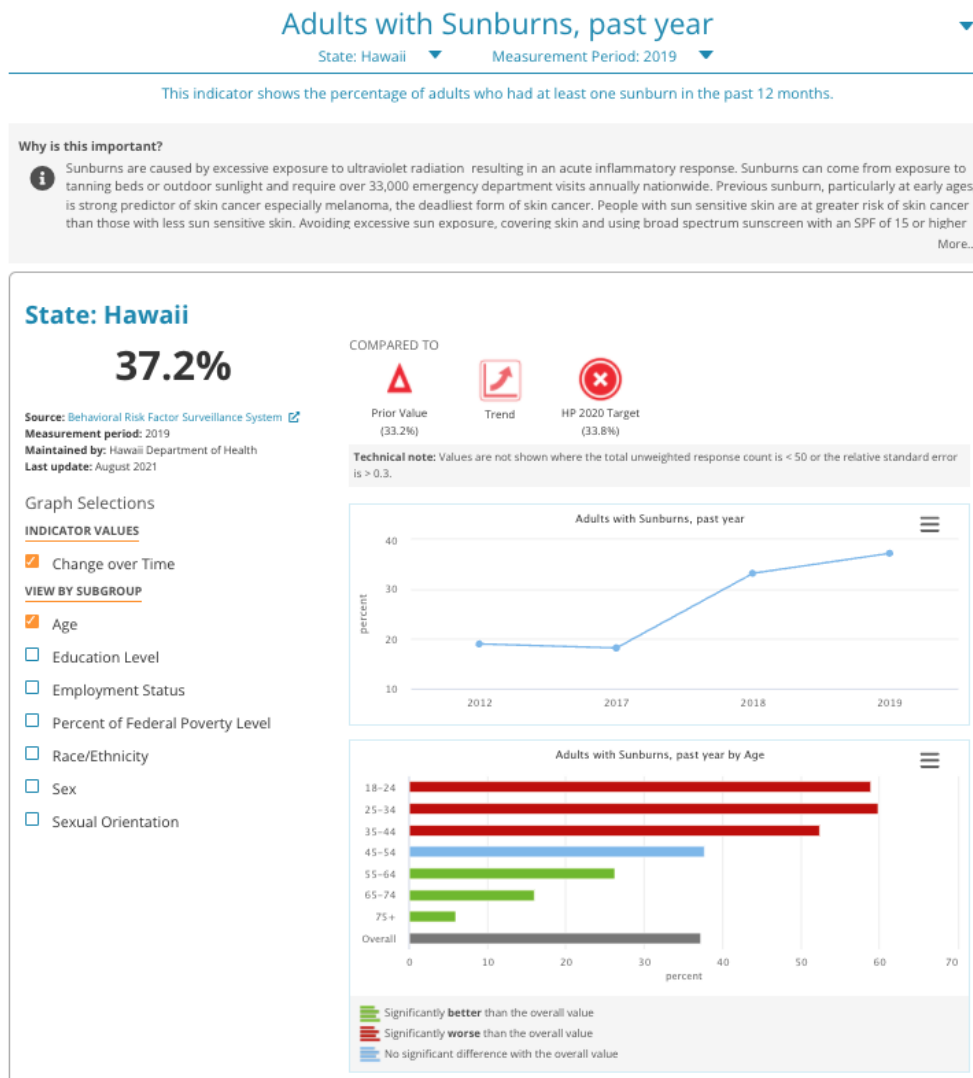 Adults with Sunburns, past year
State: Hawaii
Measurement Period: 2019
This indicator shows the percentage of adults who had at least one sunburn in the past 12 months.
Why is this important?
Sunburns are caused by excessive exposure to ultraviolet radiation resulting in an acute inflammatory response. Sunburns can come from exposure to
tanning beds or outdoor sunlight and require over 33,000 emergency department visits annually nationwide. Previous sunburn, particularly at early ages
is strong predictor of skin cancer especially melanoma, the deadliest form of skin cancer. People with sun sensitive skin are at greater risk of skin cancer
than those with less sun sensitive skin. Avoiding excessive sun exposure, covering skin and using broad spectrum sunscreen with an SPF of 15 or higher
More..
State: Hawaii
37.2%
Source: Behavioral Risk Factor Surveillance System
Measurement period: 2019
Maintained by: Hawaii Department of Health
Last update: August 2021
COMPARED TO
Prior Value
(33.2%)
Trend
HP 2020 Target
(33.8%)
Technical note: Values are not shown where the total unweighted response count is < 50 or the relative standard error
is > 0.3.
Graph Selections
INDICATOR VALUES
Change over Time
VIEW BY SUBGROUP
Age
Education Level
Employment Status
Percent of Federal Poverty Level
Race/Ethnicity
Sex
Sexual Orientation
Adults with Sunburns, past year
percent
40
30
20
10
2012 2017 2018 2019
Adults with Sunburns, past year by Age
18-24
25-34
35-44
45-54
55-64
65-74
75+
Overall
0 10 20 30 40 50 60 70
percent
Significantly better than the overall value
Significantly worse than the overall value
No significant difference with the overall value